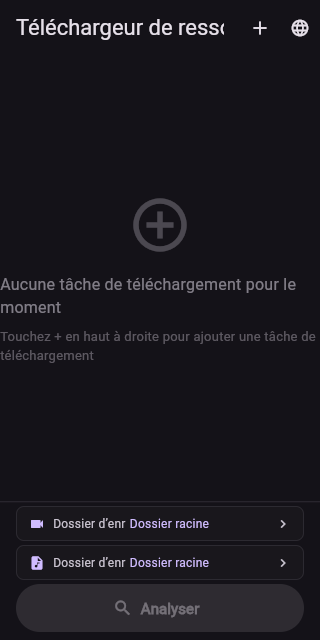 Téléchargeur de resso
Aucune tâche de téléchargement pour le
moment
Touchez + en haut à droite pour ajouter une tâche de
téléchargement
Dossier d'enr Dossier racine
Dossier d'enr Dossier racine
Analyser